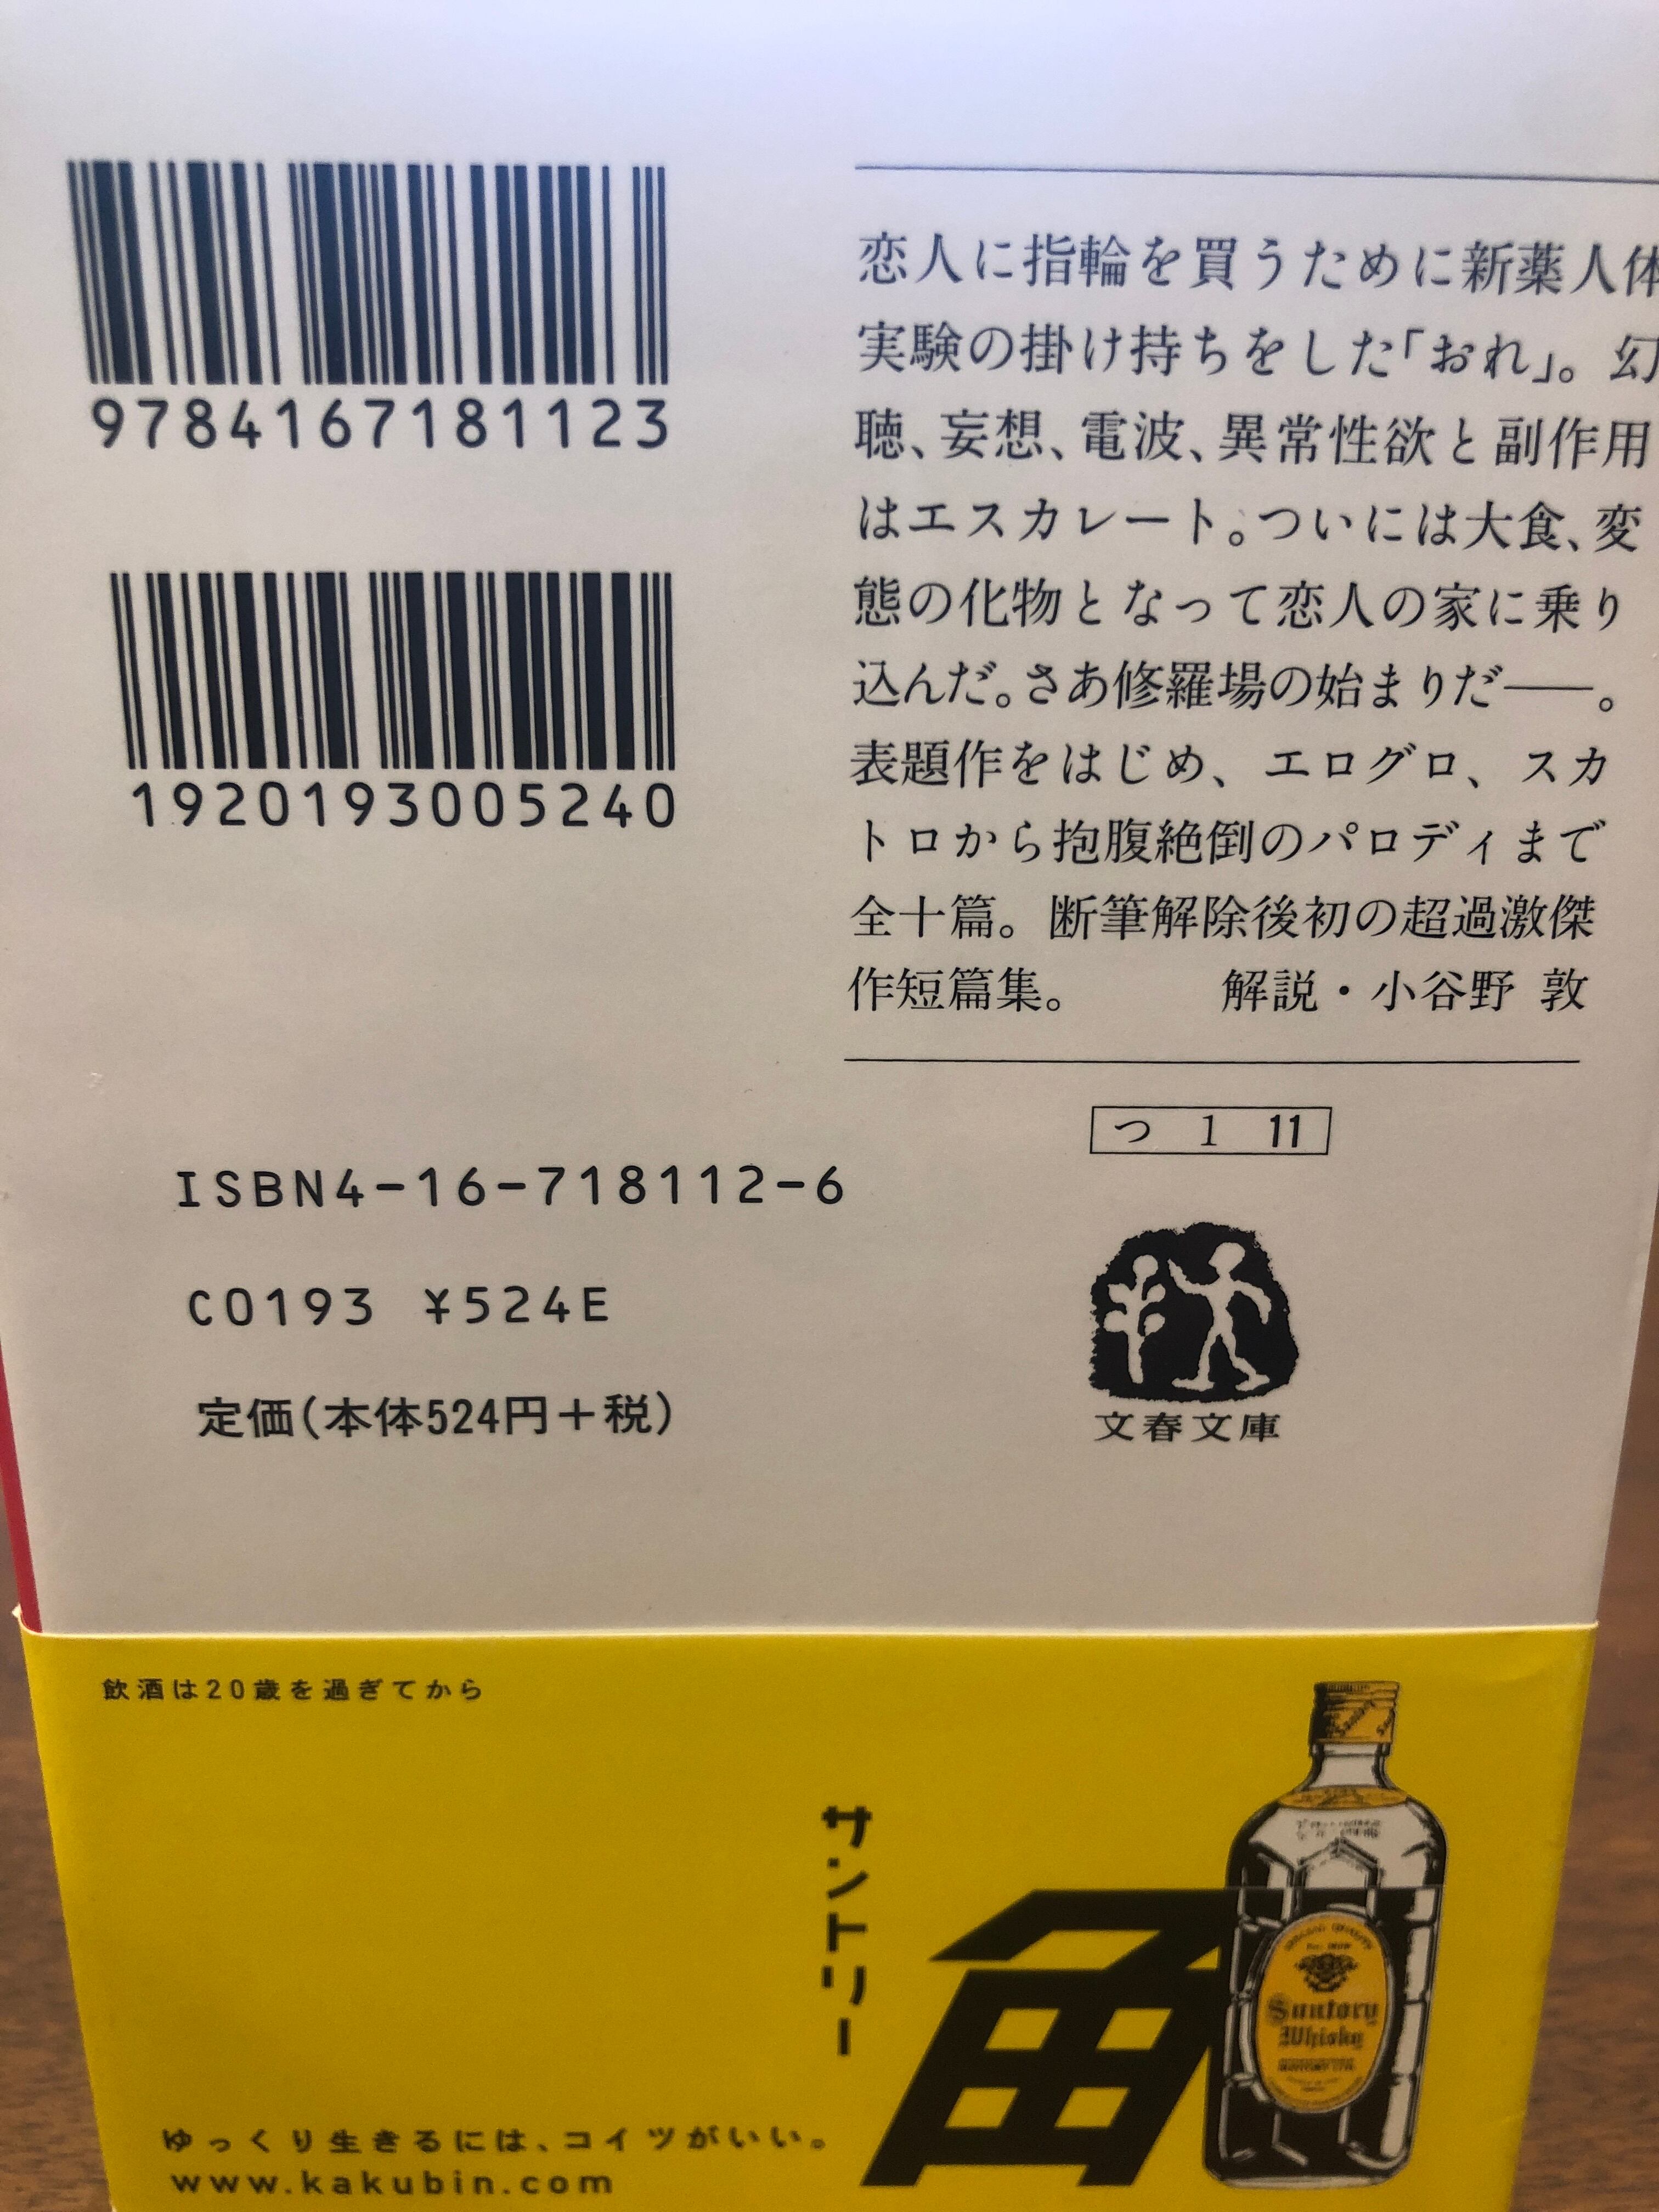 9784167181123
1920193005240
ISBN4-16-718112-6
C0193 ¥524E
定価(本体524円+税)
恋人に指輪を買うために新薬人体
実験の掛け持ちをした「おれ」。幻
聴、妄想、電波、異常性欲と副作用
はエスカレート。ついには大食、変
態の化物となって恋人の家に乗り
込んだ。さあ修羅場の始まりだ――。
表題作をはじめ、エログロ、スカ
トロから抱腹絶倒のパロディまで
全十篇。断筆解除後初の超過激傑
作短篇集。 解説・小谷野 敦
つ 1 11
文春文庫
飲酒は20歳を過ぎてから
サントリー
角
Suntory
Whisky
ゆっくり生きるには、コイツがいい。
www.kakubin.com